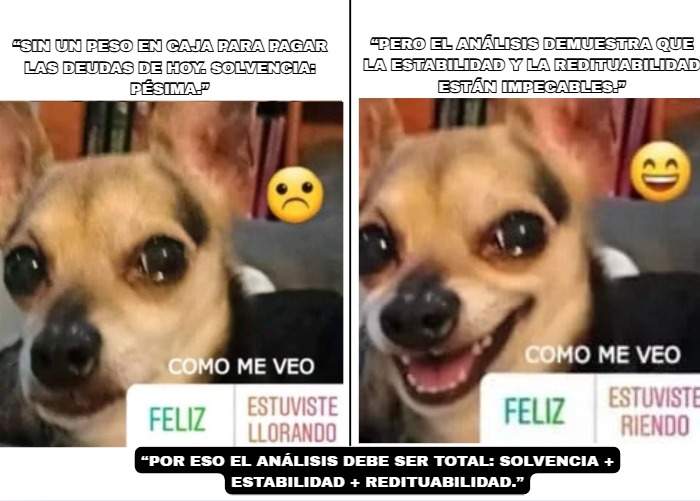 “SIN UN PESO EN CAJA PARA PAGAR
LAS DEUDAS DE HOY. SOLVENCIA:
PÉSIMA.”
COMO ME VEO
FELIZ
ESTUVISTE
LLORANDO
“PERO EL ANÁLISIS DEMUESTRA QUE
LA ESTABILIDAD Y LA REDITUABILIDAD
ESTÁN IMPECABLES.”
COMO ME VEO
FELIZ
ESTUVISTE
RIENDO
“POR ESO EL ANÁLISIS DEBE SER TOTAL: SOLVENCIA +
ESTABILIDAD + REDITUABILIDAD.”